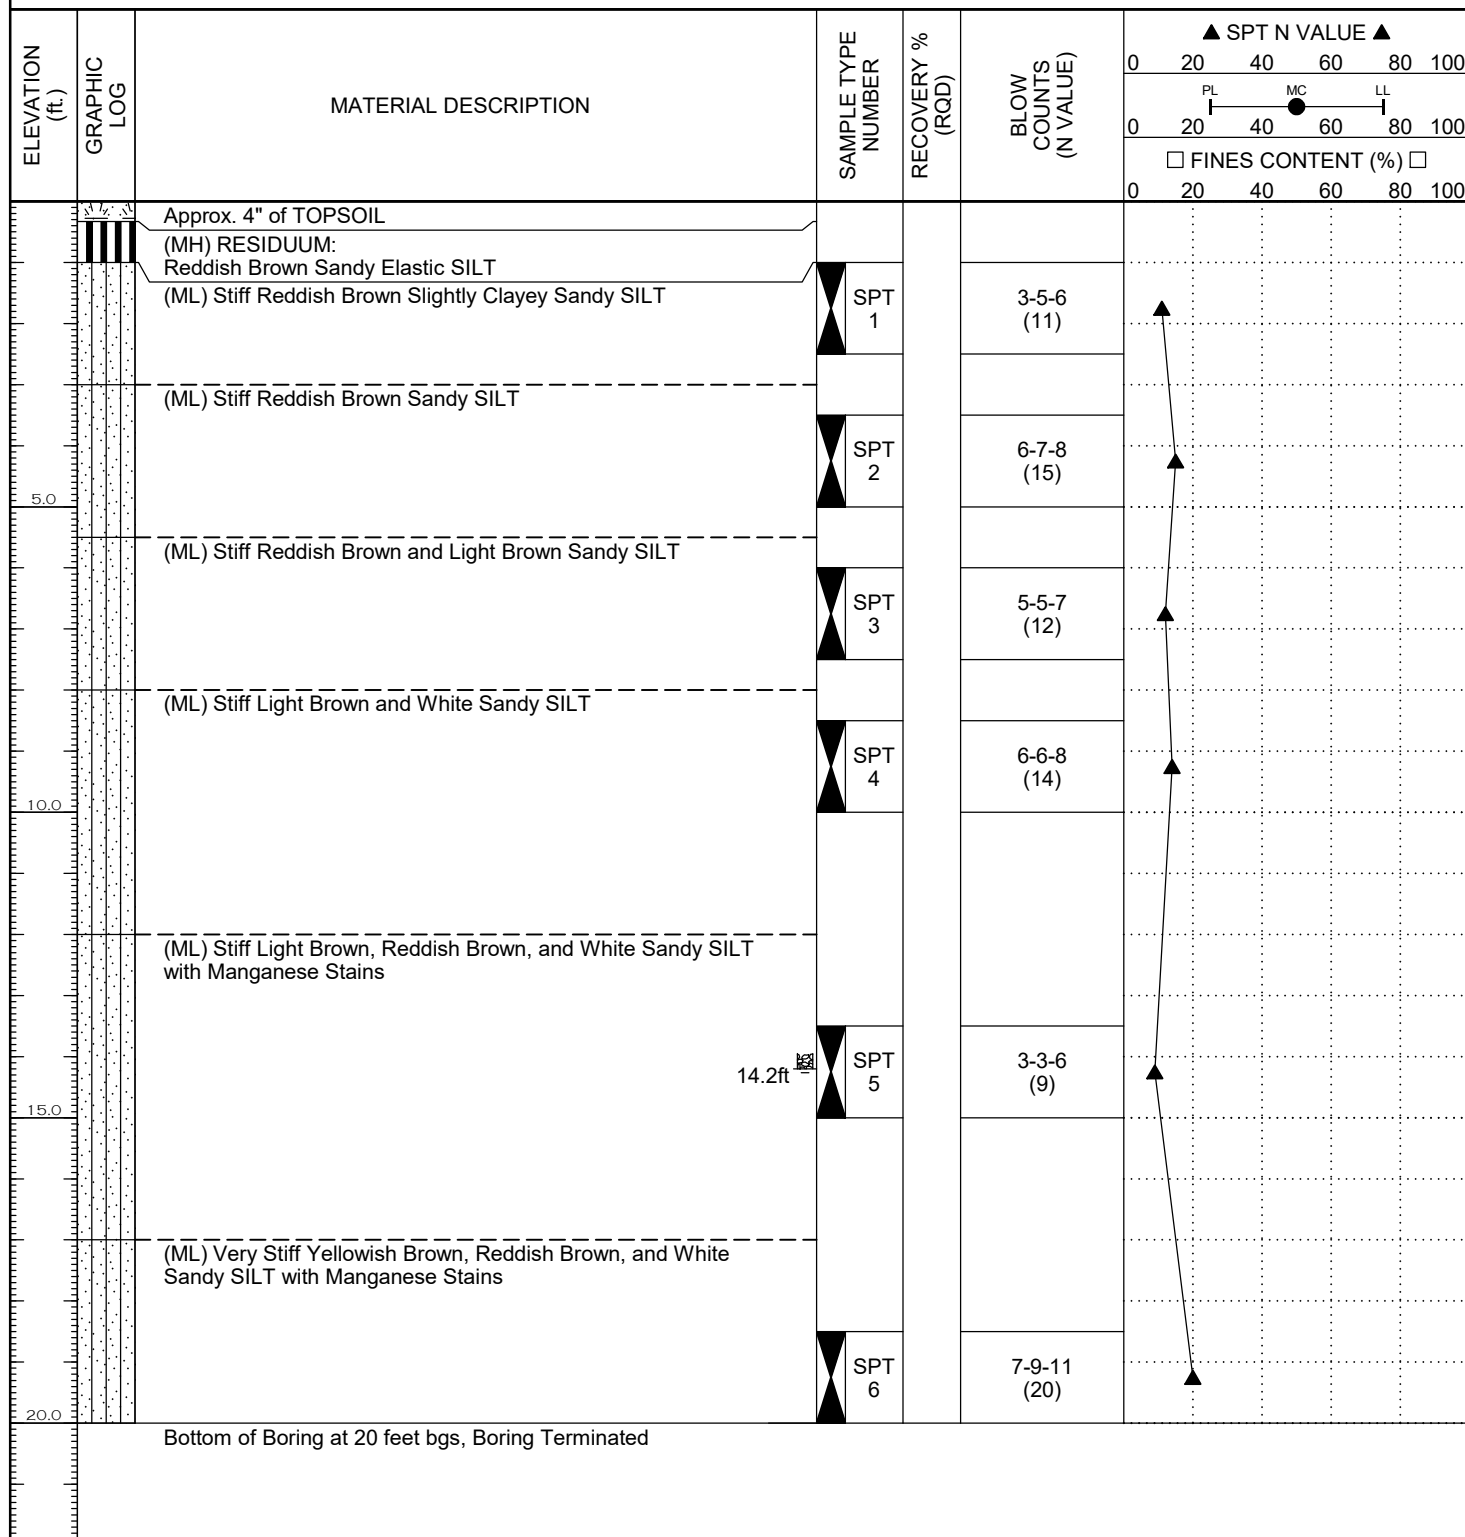 ELEVATION
(ft.)
GRAPHIC
LOG
MATERIAL DESCRIPTION
SAMPLE TYPE
NUMBER
RECOVERY %
(RQD)
BLOW
COUNTS
(N VALUE)
▲ SPT N VALUE ▲
0 20 40 60 80 100
PL MC LL
0 20 40 60 80 100
□ FINES CONTENT (%) □
0 20 40 60 80 100
Approx. 4" of TOPSOIL
(MH) RESIDUUM:
Reddish Brown Sandy Elastic SILT
(ML) Stiff Reddish Brown Slightly Clayey Sandy SILT
SPT
1
3-5-6
(11)
(ML) Stiff Reddish Brown Sandy SILT
SPT
2
6-7-8
(15)
5.0
(ML) Stiff Reddish Brown and Light Brown Sandy SILT
SPT
3
5-5-7
(12)
(ML) Stiff Light Brown and White Sandy SILT
SPT
4
6-6-8
(14)
10.0
(ML) Stiff Light Brown, Reddish Brown, and White Sandy SILT
with Manganese Stains
14.2ft
SPT
5
3-3-6
(9)
15.0
(ML) Very Stiff Yellowish Brown, Reddish Brown, and White
Sandy SILT with Manganese Stains
SPT
6
7-9-11
(20)
20.0
Bottom of Boring at 20 feet bgs, Boring Terminated